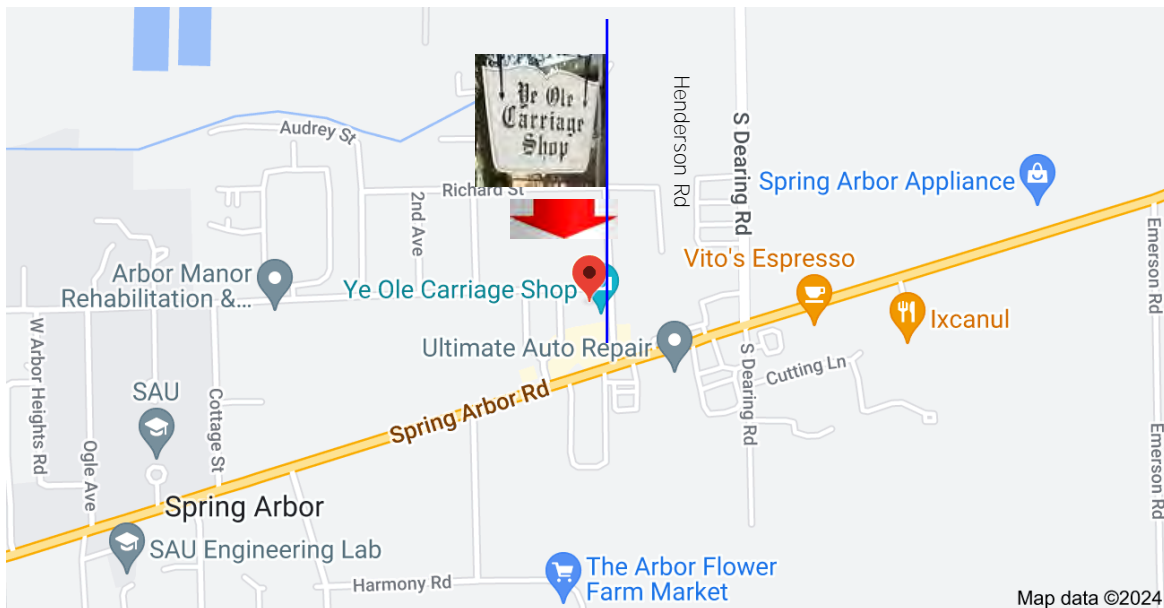 Ye Ole
Carriage
Shop
Henderson Rd
S Dearing Rd
Audrey St
Richard St
2nd Ave
Spring Arbor Appliance
Vito's Espresso
Arbor Manor
Rehabilitation &...
Ye Ole Carriage Shop
Emerson Rd
Ixcanul
Ultimate Auto Repair
W Arbor Heights Rd
Cutting Ln
S Dearing Rd
SAU
Cottage St
Spring Arbor Rd
Ogle Ave
Emerson Rd
Spring Arbor
SAU Engineering Lab
Harmony Rd
The Arbor Flower
Farm Market
Map data ©2024